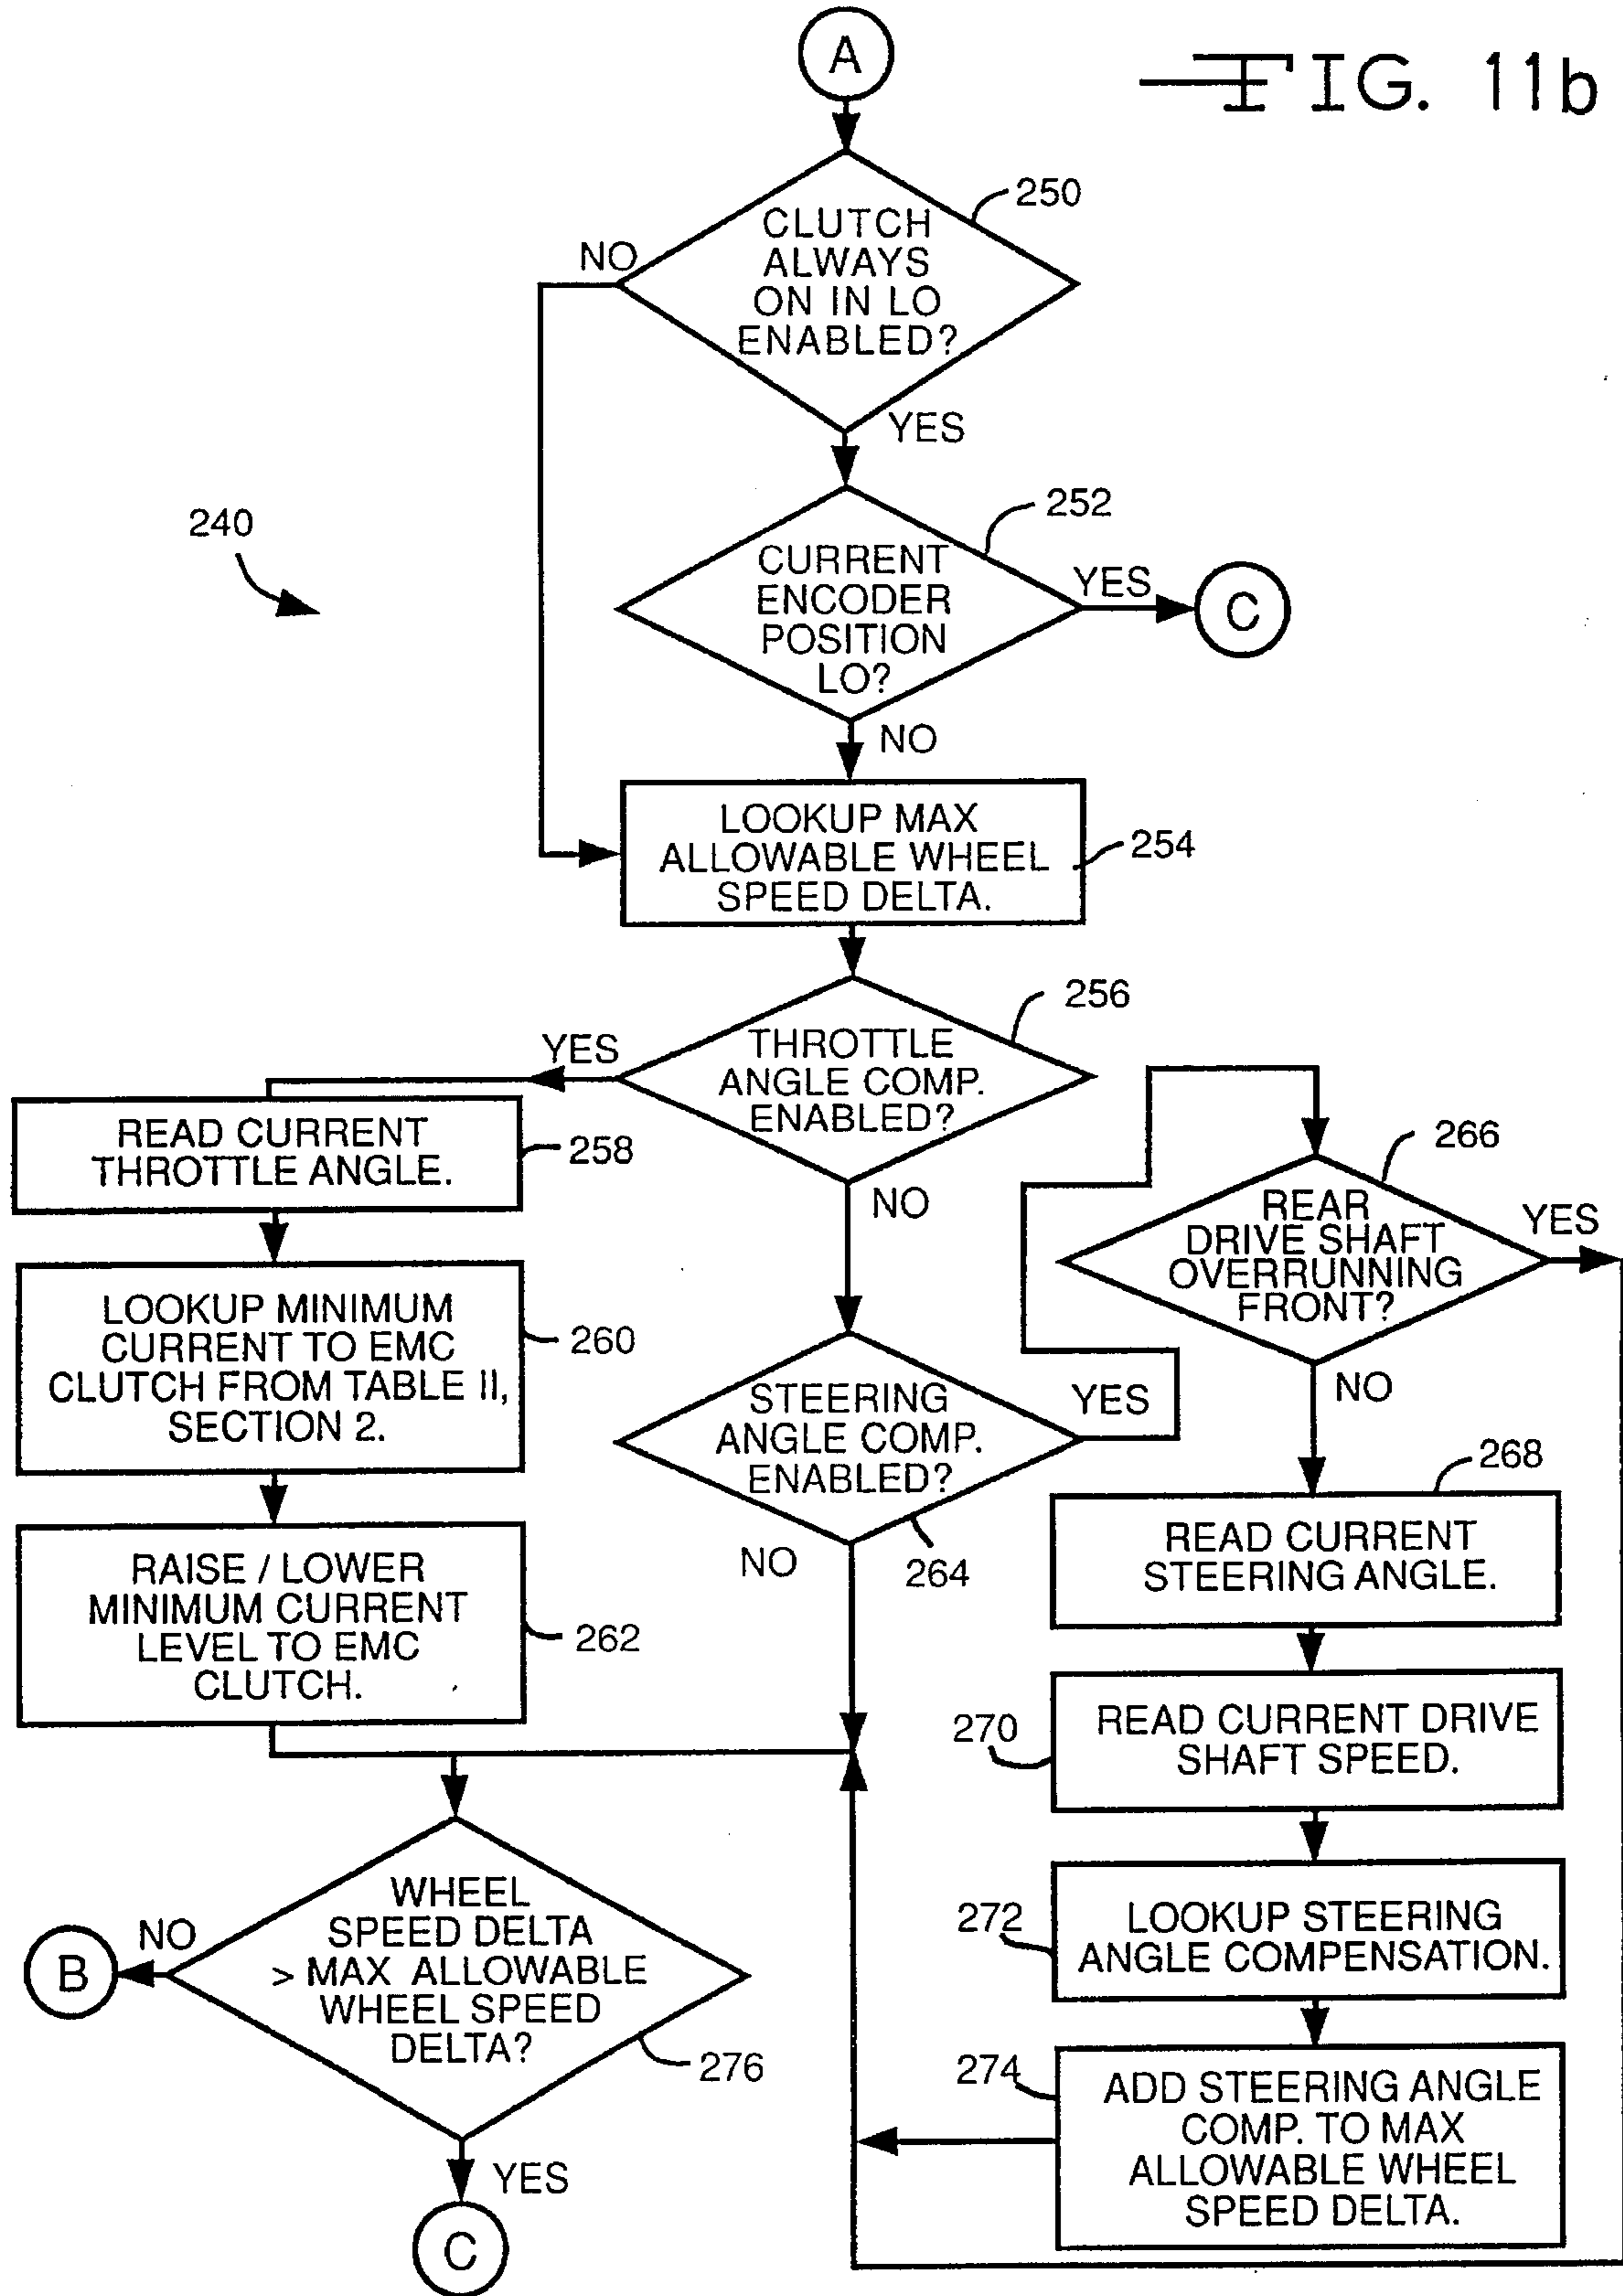 A
FIG. 11b
250
CLUTCH
ALWAYS
ON IN LO
ENABLED?
NO
YES
240
252
CURRENT
ENCODER
POSITION
LO?
YES
C
NO
LOOKUP MAX
ALLOWABLE WHEEL
SPEED DELTA.
254
256
THROTTLE
ANGLE COMP.
ENABLED?
YES
NO
READ CURRENT
THROTTLE ANGLE.
258
LOOKUP MINIMUM
CURRENT TO EMC
CLUTCH FROM TABLE II,
SECTION 2.
260
RAISE / LOWER
MINIMUM CURRENT
LEVEL TO EMC
CLUTCH.
262
STEERING
ANGLE COMP.
ENABLED?
YES
NO
264
266
REAR
DRIVE SHAFT
OVERRUNNING
FRONT?
YES
NO
268
READ CURRENT
STEERING ANGLE.
270
READ CURRENT DRIVE
SHAFT SPEED.
272
LOOKUP STEERING
ANGLE COMPENSATION.
274
ADD STEERING ANGLE
COMP. TO MAX
ALLOWABLE WHEEL
SPEED DELTA.
WHEEL
SPEED DELTA
> MAX ALLOWABLE
WHEEL SPEED
DELTA?
276
NO
B
YES
C